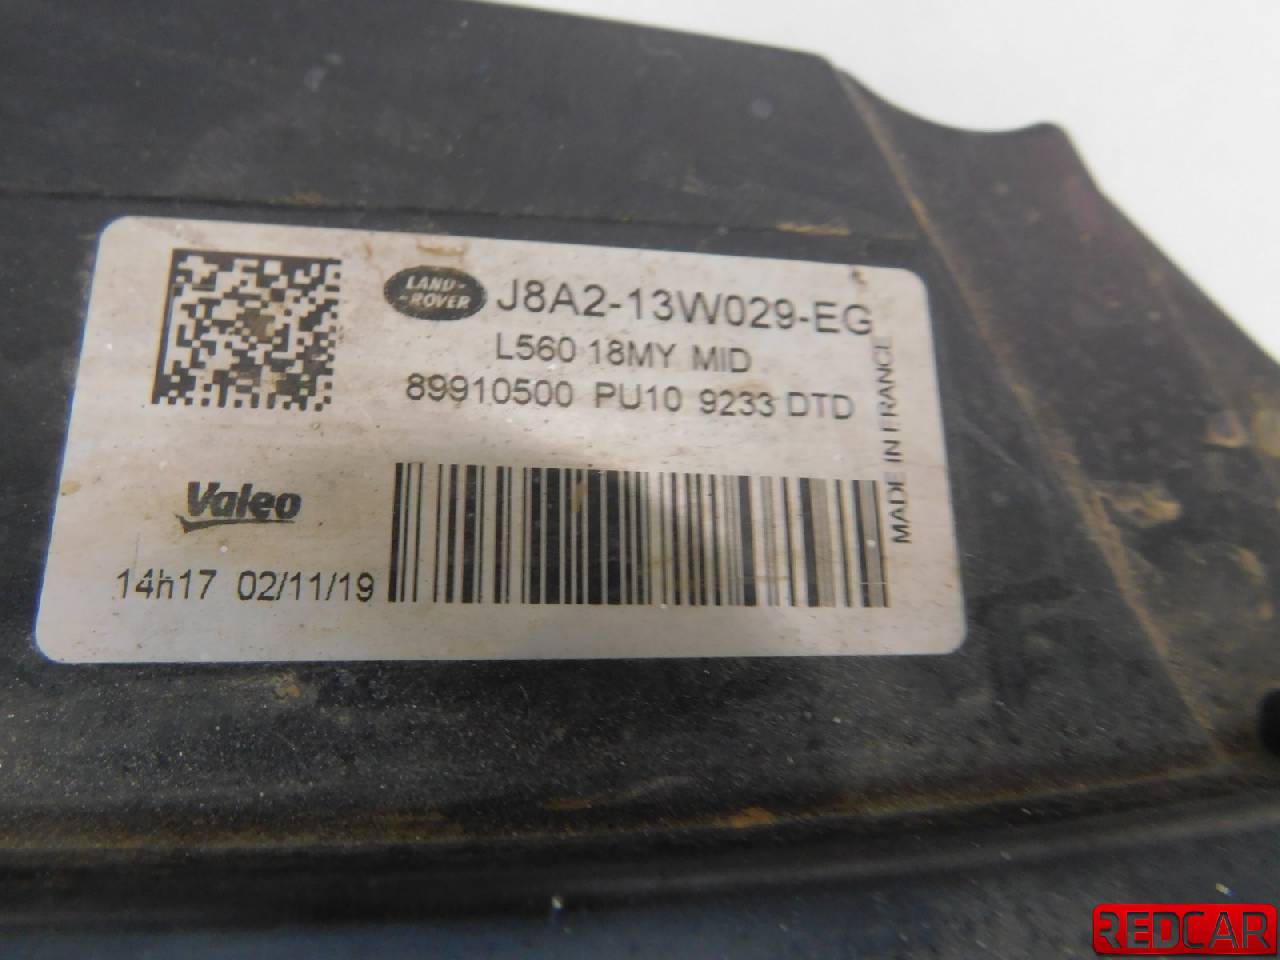 LAND-
-ROVER
J8A2-13W029-EG
L560 18MY MID
89910500 PU10 9233 DTD
MADE IN FRANCE
Valeo
14h17 02/11/19
REDCAR